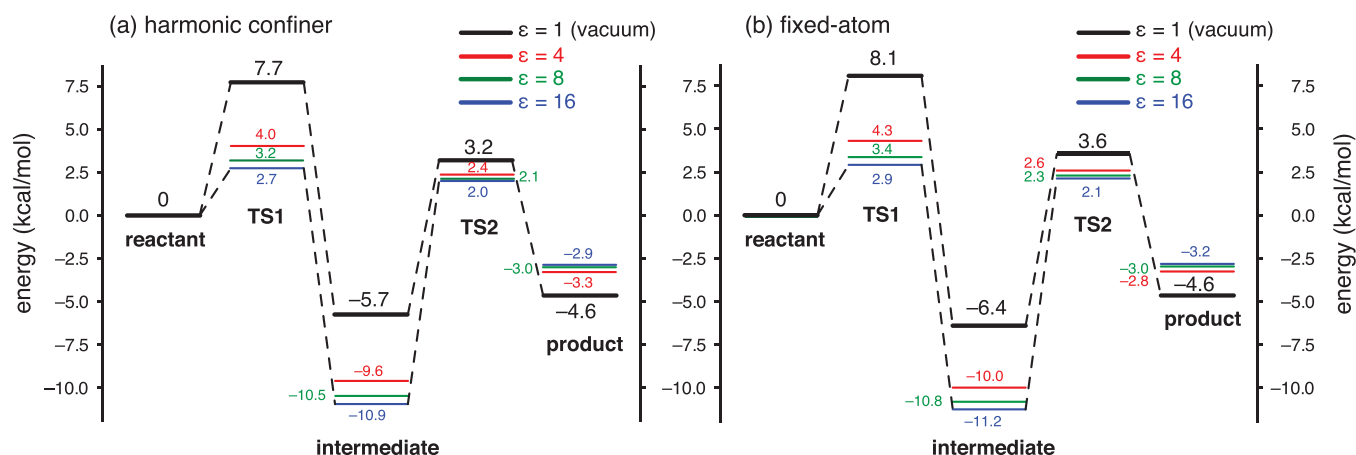 (a) harmonic confiner
ε = 1 (vacuum)
ε = 4
ε = 8
ε = 16
energy (kcal/mol)
7.5
5.0
2.5
0.0
−2.5
−5.0
−7.5
−10.0
0
reactant
7.7
4.0
3.2
2.7
TS1
−5.7
−9.6
−10.5
−10.9
intermediate
3.2
2.4
2.1
2.0
TS2
−2.9
−3.0
−3.3
−4.6
product
(b) fixed-atom
ε = 1 (vacuum)
ε = 4
ε = 8
ε = 16
0
reactant
8.1
4.3
3.4
2.9
TS1
−6.4
−10.0
−10.8
−11.2
intermediate
3.6
2.6
2.3
2.1
TS2
−3.2
−3.0
−2.8
−4.6
product
7.5
5.0
2.5
0.0
−2.5
−5.0
−7.5
−10.0
energy (kcal/mol)